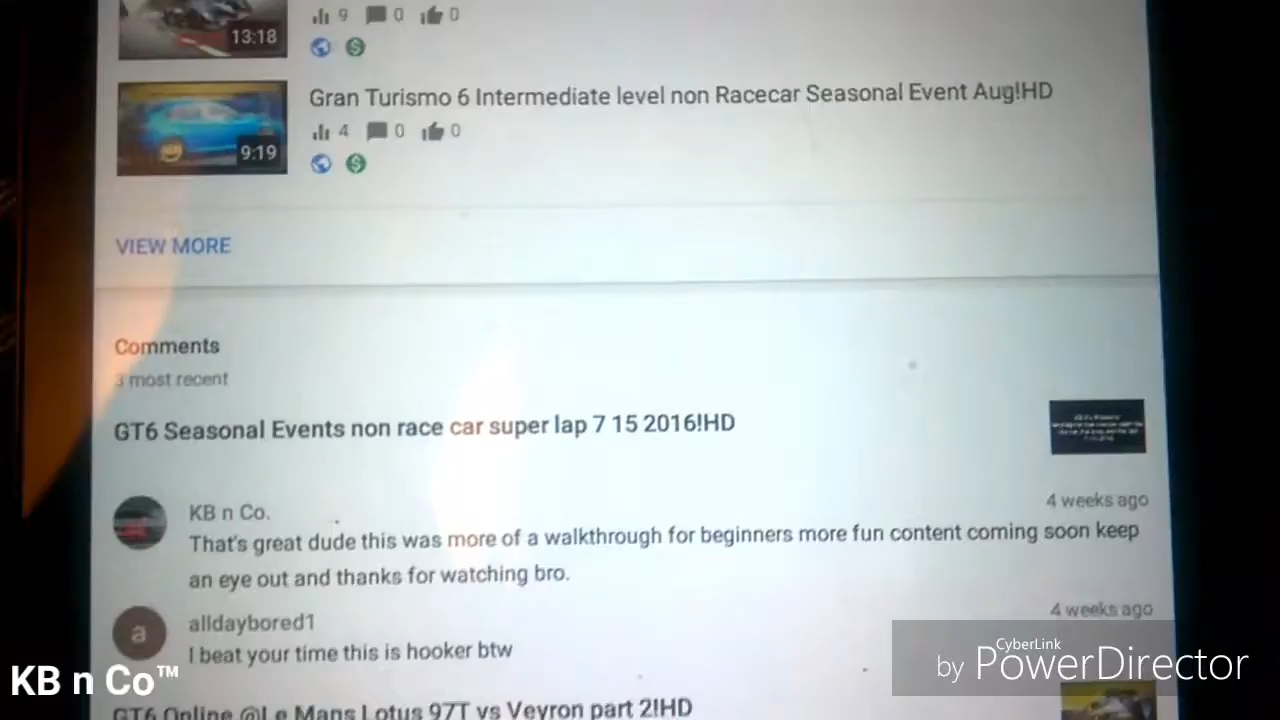 9 0 0
13:18
Gran Turismo 6 Intermediate level non Racecar Seasonal Event Aug!HD
4 0 0
9:19
VIEW MORE
Comments
3 most recent
GT6 Seasonal Events non race car super lap 7 15 2016!HD
KB n Co.
4 weeks ago
That's great dude this was more of a walkthrough for beginners more fun content coming soon keep
an eye out and thanks for watching bro.
a
alldaybored1
4 weeks ago
I beat your time this is hooker btw
GT6 Online @Le Mans Lotus 97T vs Veyron part 2!HD
KB n Co™
by CyberLink PowerDirector